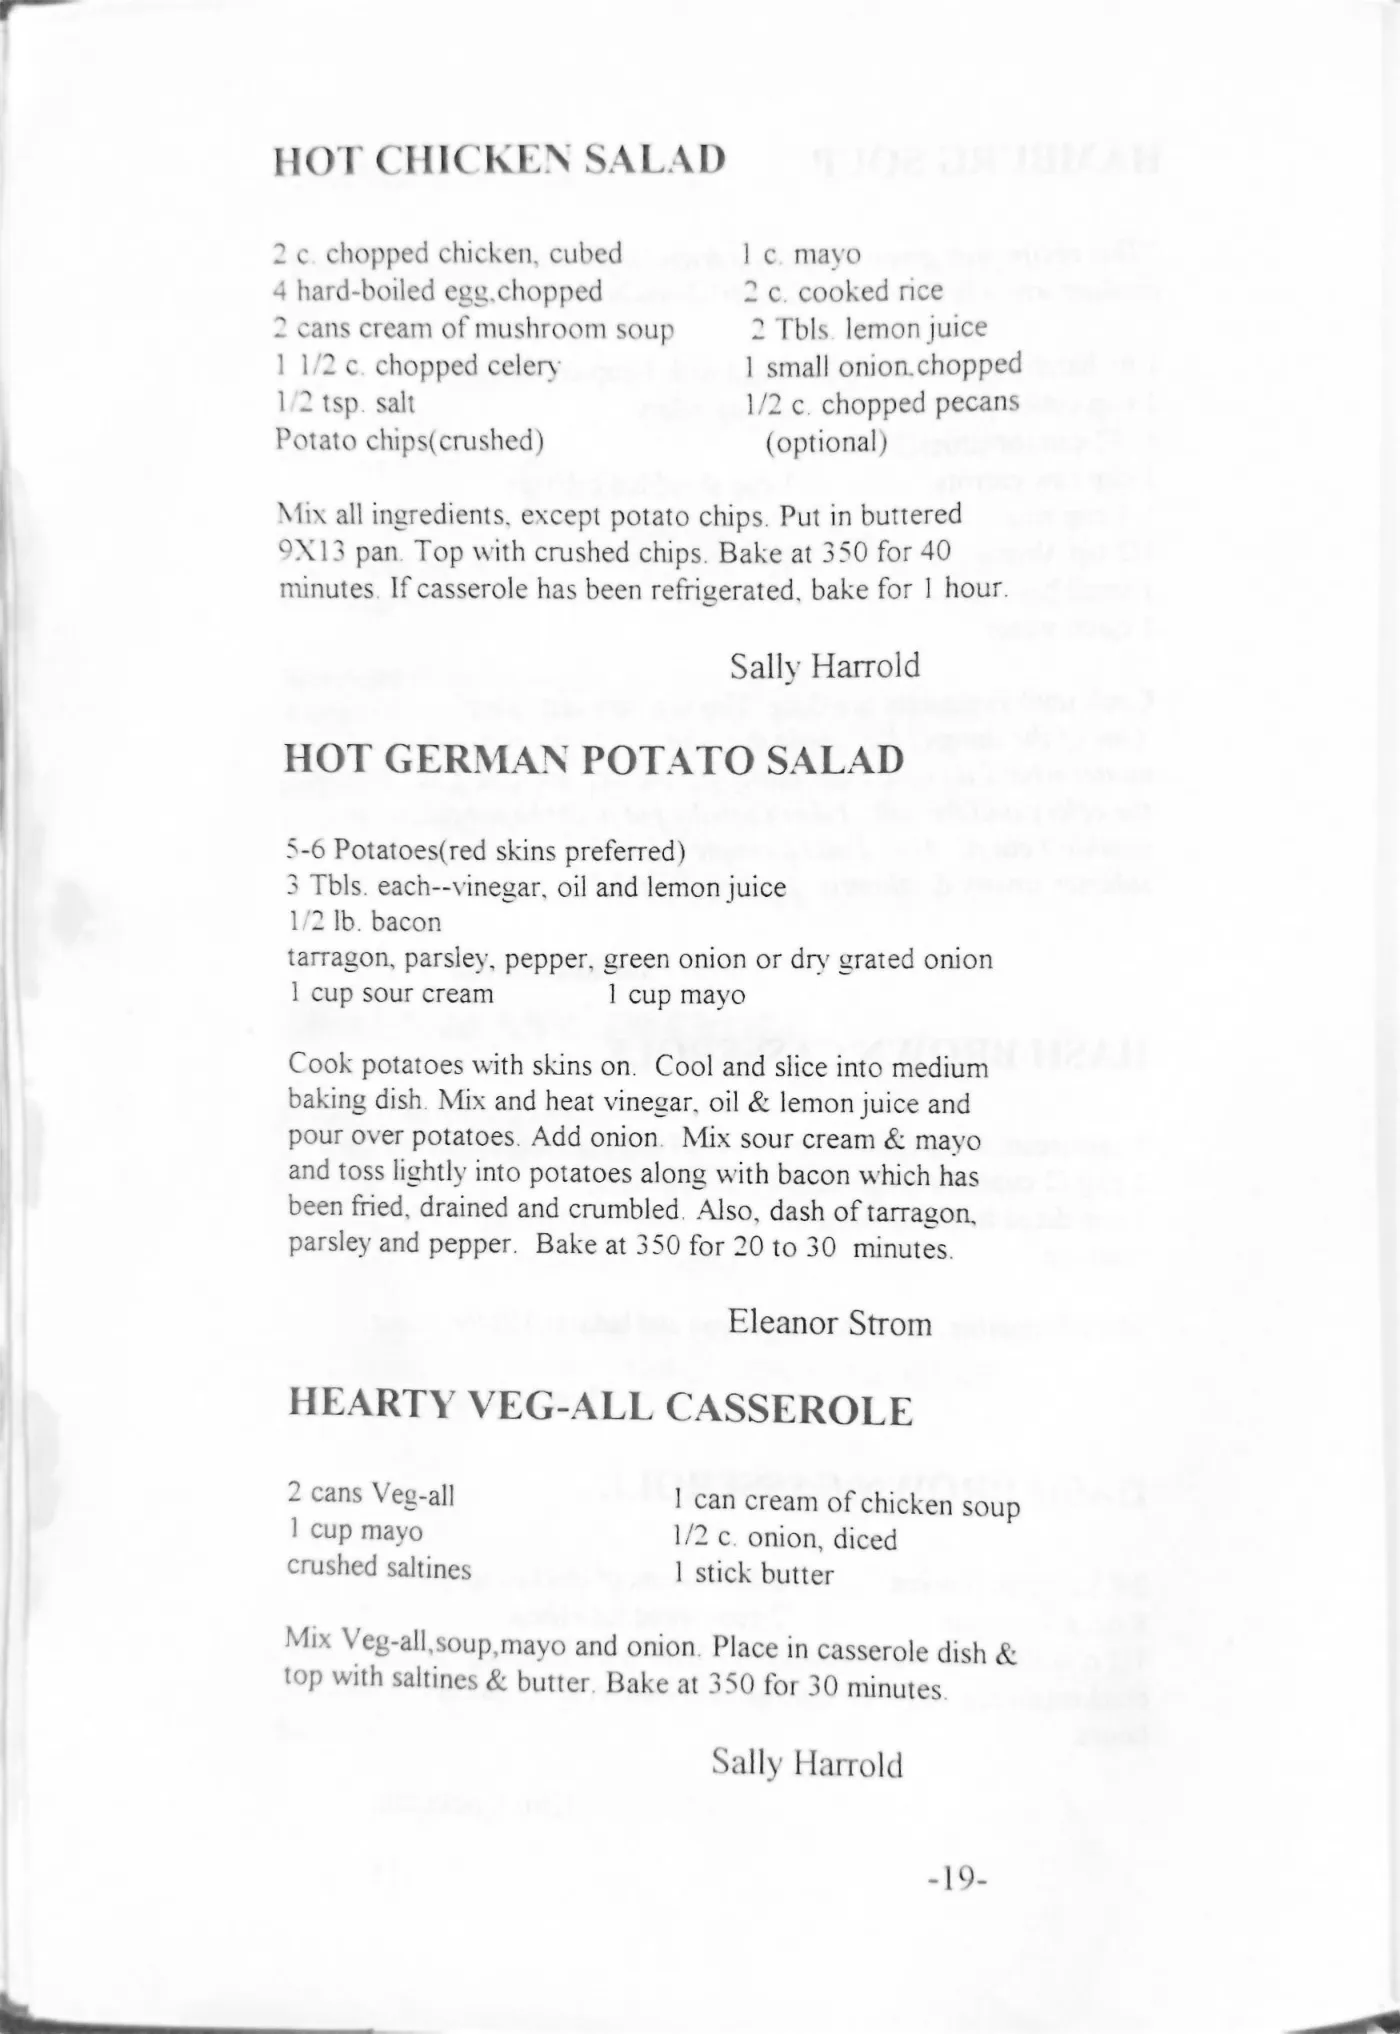 HOT CHICKEN SALAD
2 c. chopped chicken, cubed 1 c. mayo
4 hard-boiled egg,chopped 2 c. cooked rice
2 cans cream of mushroom soup 2 Tbls. lemon juice
1 1/2 c. chopped celery 1 small onion,chopped
1/2 tsp. salt 1/2 c. chopped pecans
Potato chips(crushed) (optional)
Mix all ingredients, except potato chips. Put in buttered
9X13 pan. Top with crushed chips. Bake at 350 for 40
minutes. If casserole has been refrigerated, bake for 1 hour.
Sally Harrold
HOT GERMAN POTATO SALAD
5-6 Potatoes(red skins preferred)
3 Tbls. each--vinegar, oil and lemon juice
1/2 lb. bacon
tarragon, parsley, pepper, green onion or dry grated onion
1 cup sour cream 1 cup mayo
Cook potatoes with skins on. Cool and slice into medium
baking dish. Mix and heat vinegar, oil & lemon juice and
pour over potatoes. Add onion. Mix sour cream & mayo
and toss lightly into potatoes along with bacon which has
been fried, drained and crumbled. Also, dash of tarragon,
parsley and pepper. Bake at 350 for 20 to 30 minutes.
Eleanor Strom
HEARTY VEG-ALL CASSEROLE
2 cans Veg-all 1 can cream of chicken soup
1 cup mayo 1/2 c. onion, diced
crushed saltines 1 stick butter
Mix Veg-all,soup,mayo and onion. Place in casserole dish &
top with saltines & butter. Bake at 350 for 30 minutes.
Sally Harrold
-19-